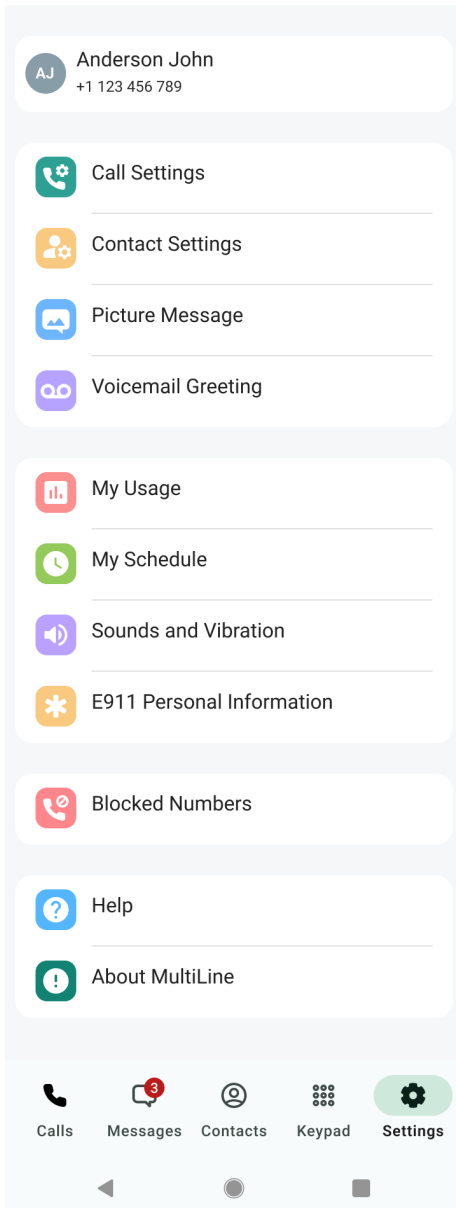 AJ
Anderson John
+1 123 456 789
Call Settings
Contact Settings
Picture Message
Voicemail Greeting
My Usage
My Schedule
Sounds and Vibration
E911 Personal Information
Blocked Numbers
Help
About MultiLine
3
Calls
Messages
Contacts
Keypad
Settings